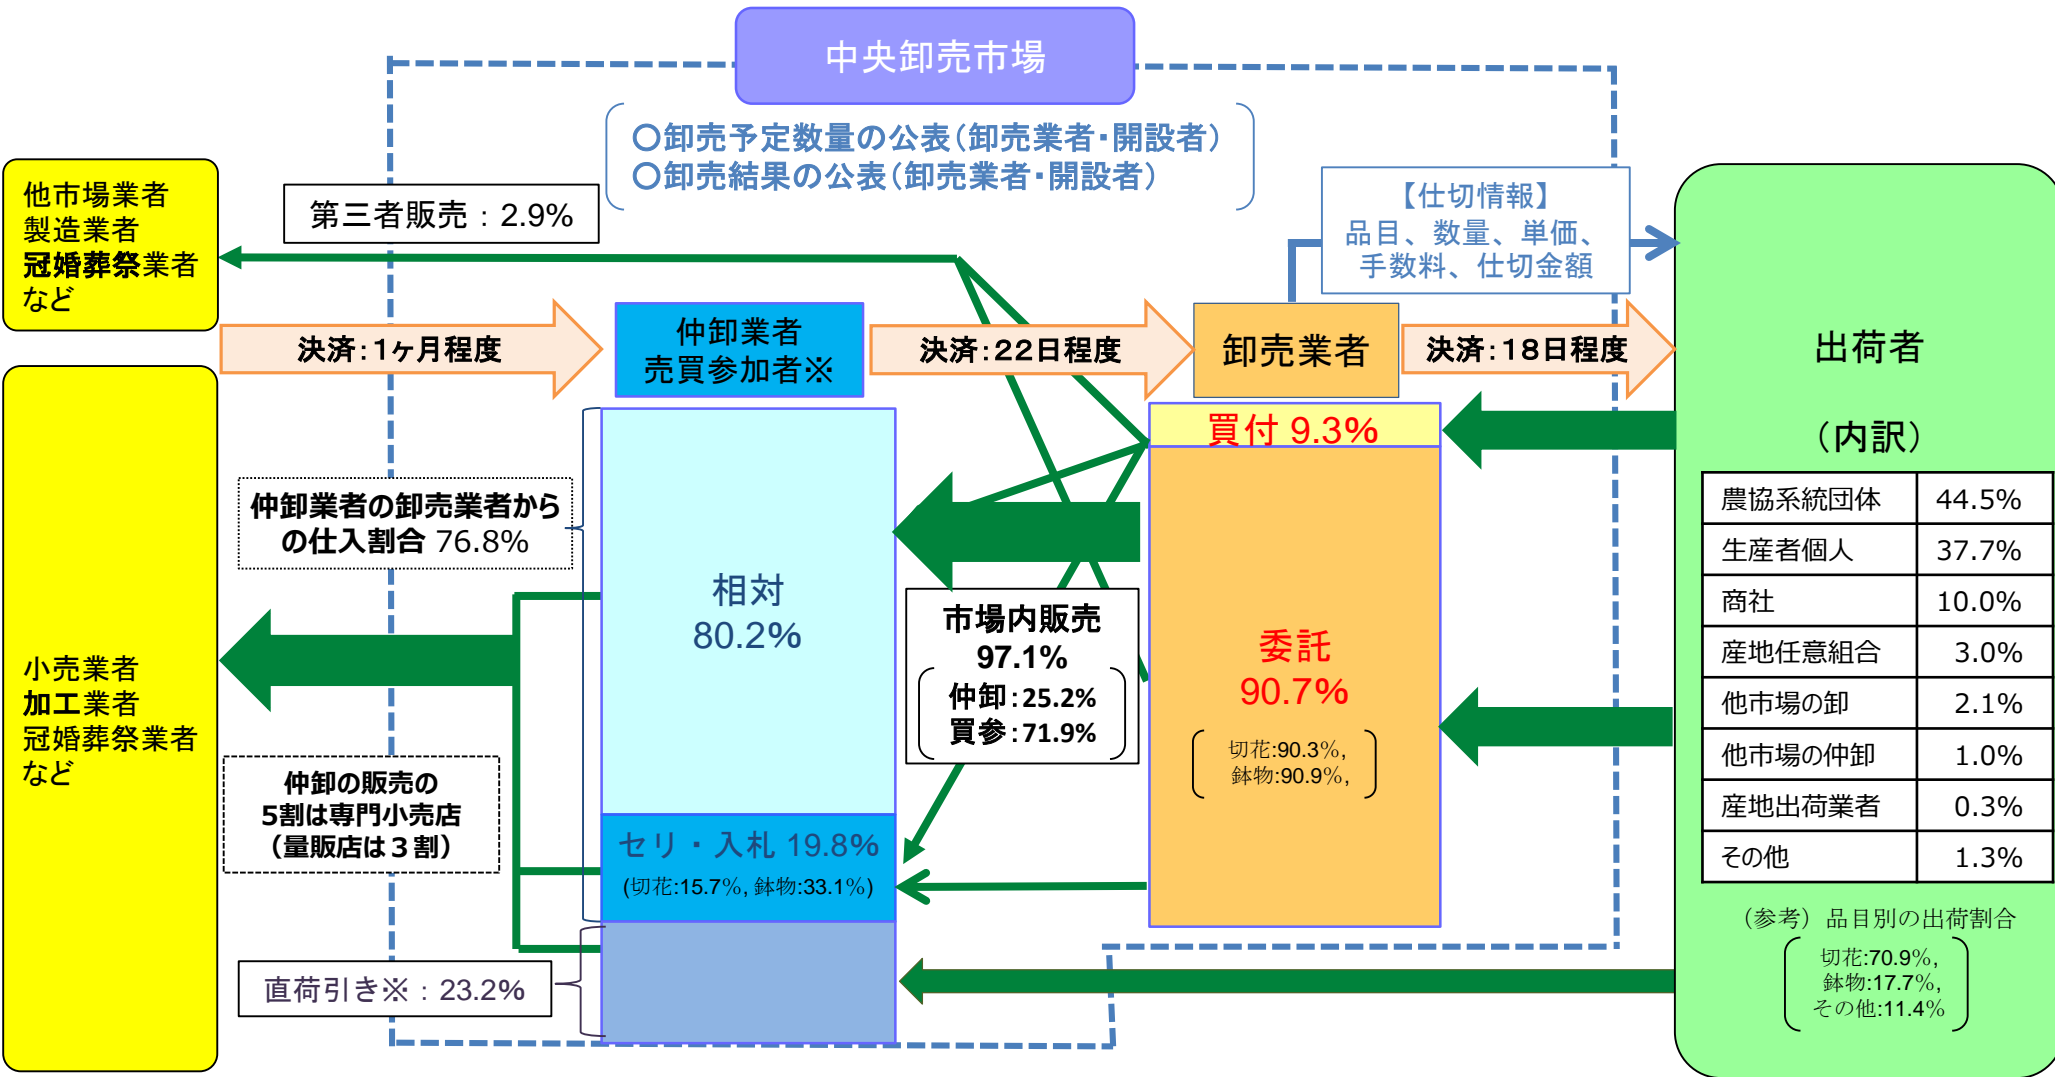 中央卸売市場
〇卸売予定数量の公表(卸売業者・開設者)
〇卸売結果の公表(卸売業者・開設者)
他市場業者
製造業者
冠婚葬祭業者
など
第三者販売：2.9%
【仕切情報】
品目、数量、単価、
手数料、仕切金額
決済：1ヶ月程度
仲卸業者
売買参加者※
決済：22日程度
卸売業者
決済：18日程度
出荷者
（内訳）
農協系統団体 44.5%
生産者個人 37.7%
商社 10.0%
産地任意組合 3.0%
他市場の卸 2.1%
他市場の仲卸 1.0%
産地出荷業者 0.3%
その他 1.3%
（参考）品目別の出荷割合
切花:70.9%,
鉢物:17.7%,
その他:11.4%
買付 9.3%
委託
90.7%
切花:90.3%,
鉢物:90.9%,
仲卸業者の卸売業者から
の仕入割合 76.8%
相対
80.2%
市場内販売
97.1%
仲卸：25.2%
買参：71.9%
小売業者
加工業者
冠婚葬祭業者
など
仲卸の販売の
5割は専門小売店
（量販店は３割）
セリ・入札 19.8%
(切花:15.7%, 鉢物:33.1%)
直荷引き※：23.2%